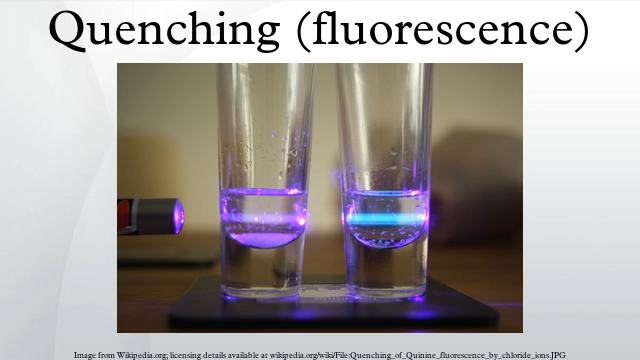 Quenching (fluorescence)
Image from Wikipedia.org; licensing details available at wikipedia.org/wiki/File:Quenching_of_Quinine_fluorescence_by_chloride_ions.JPG